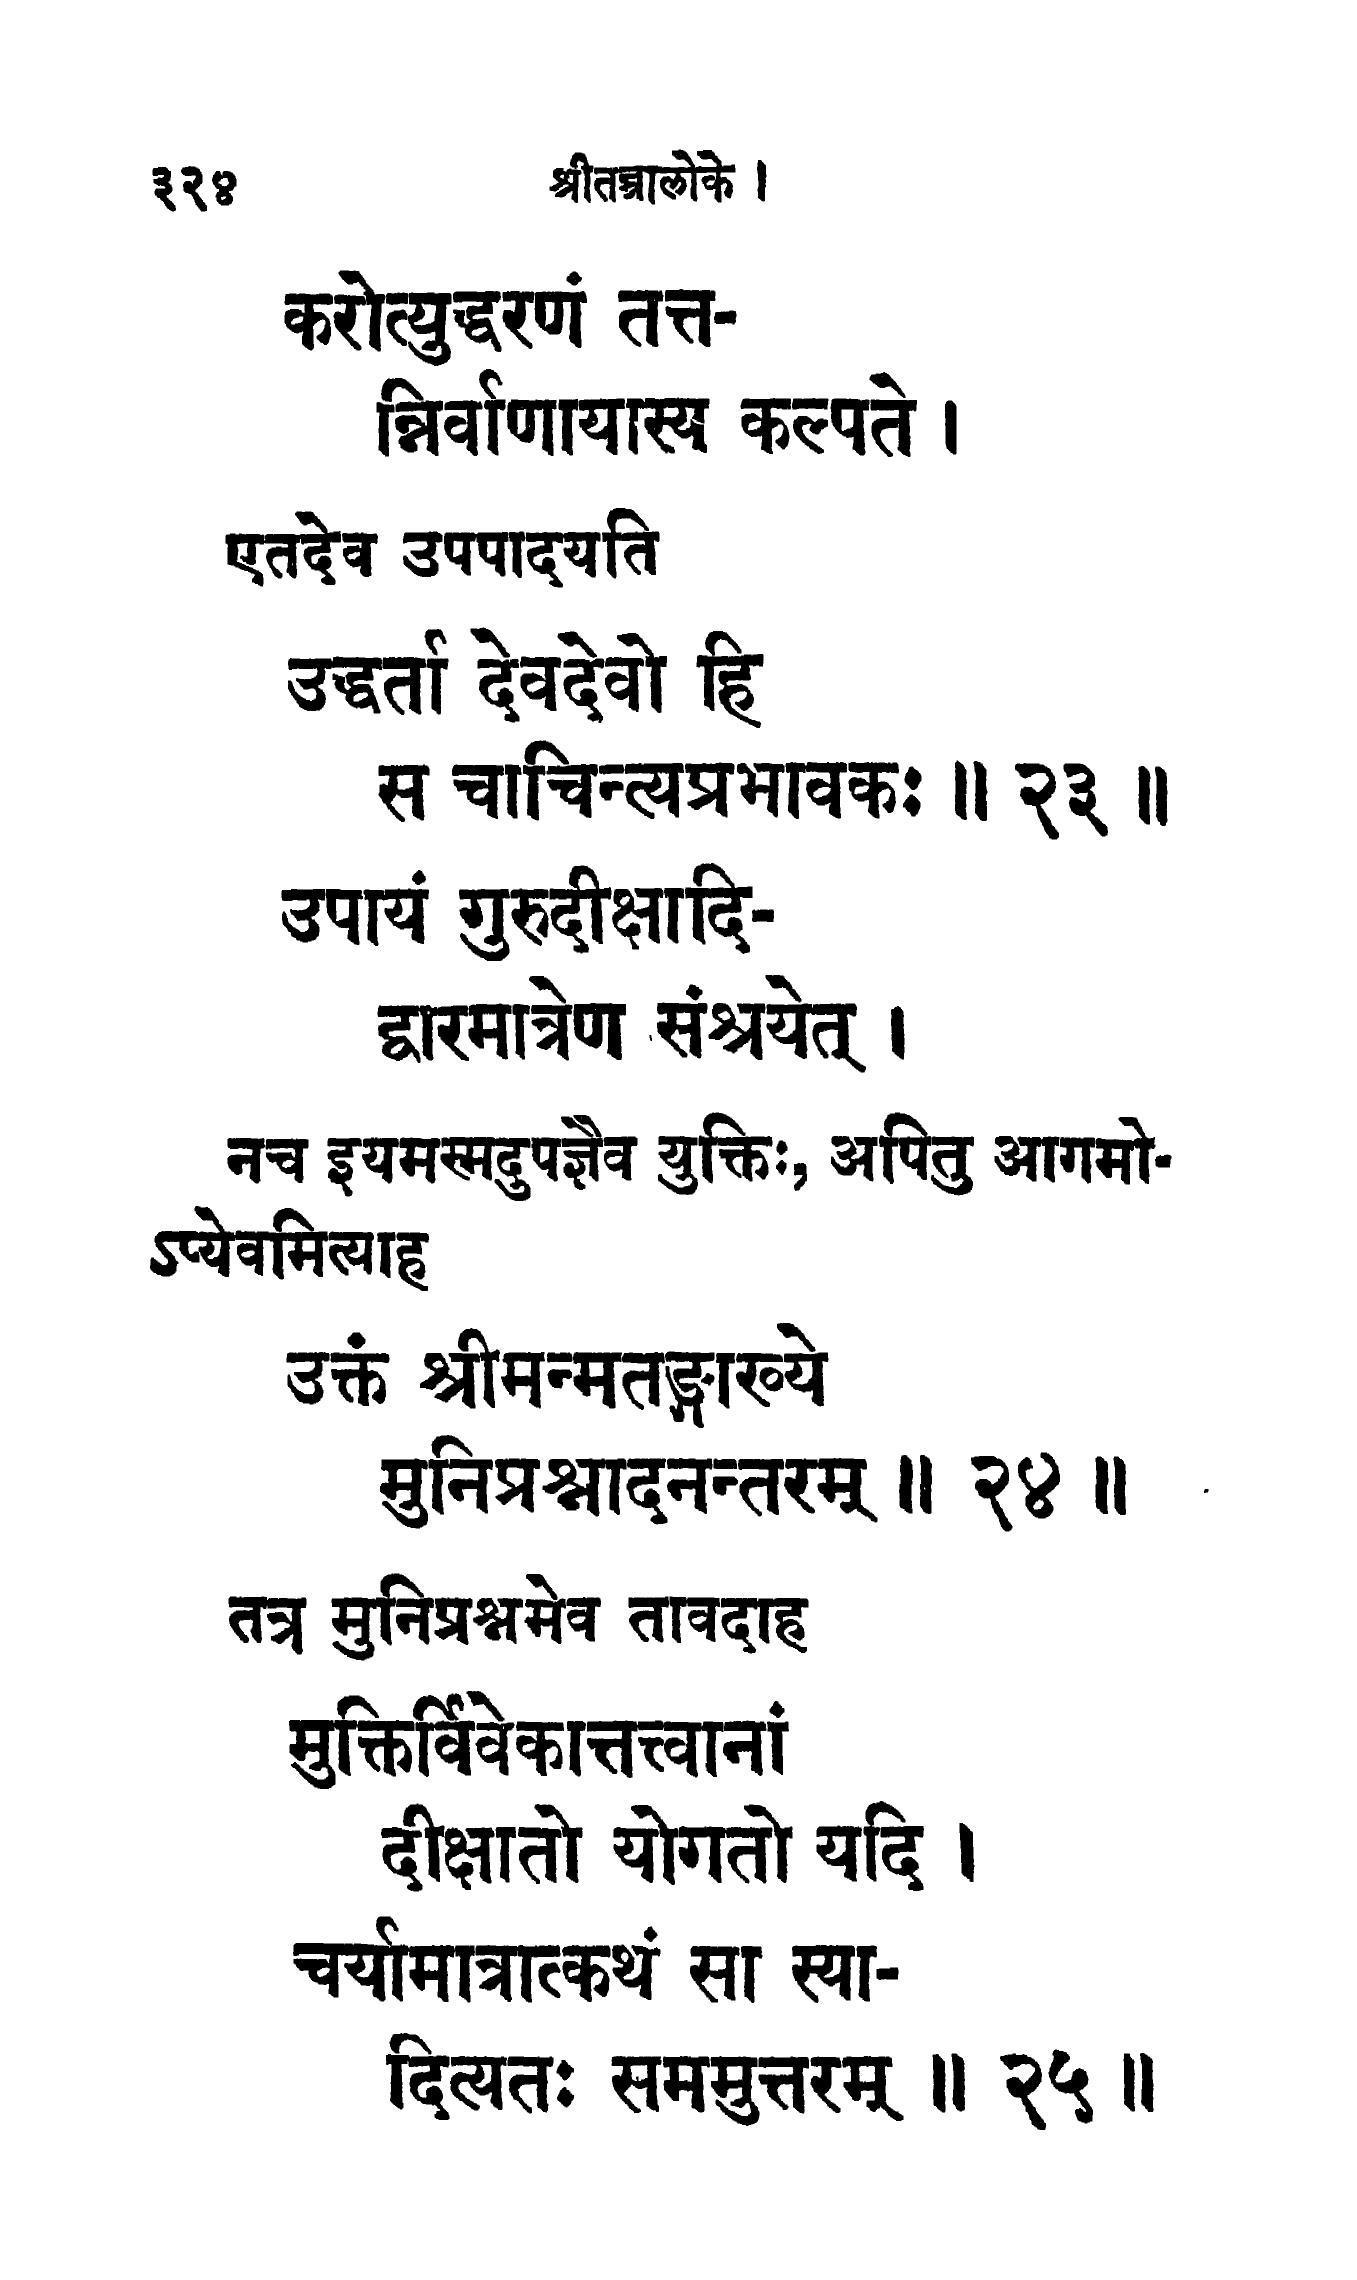 ३२४ श्रीतन्त्रालोके ।
करोत्युद्धरणं तत्त-
न्निर्वाणायास्य कल्पते ।
एतदेव उपपादयति
उद्धर्ता देवदेवो हि
स चाचिन्त्यप्रभावकः ॥ २३ ॥
उपायं गुरुदीक्षादि-
द्वारमात्रेण संश्रयेत् ।
नच इयमस्मदुपज्ञैव युक्तिः, अपितु आगमो-
ऽप्येवमित्याह
उक्तं श्रीमन्मतङ्गाख्ये
मुनिप्रश्नादनन्तरम् ॥ २४ ॥
तत्र मुनिप्रश्नमेव तावदाह
मुक्तिर्विवेकात्तत्त्वानां
दीक्षातो योगतो यदि ।
चर्यामात्रात्कथं सा स्या-
दित्यतः सममुत्तरम् ॥ २५ ॥